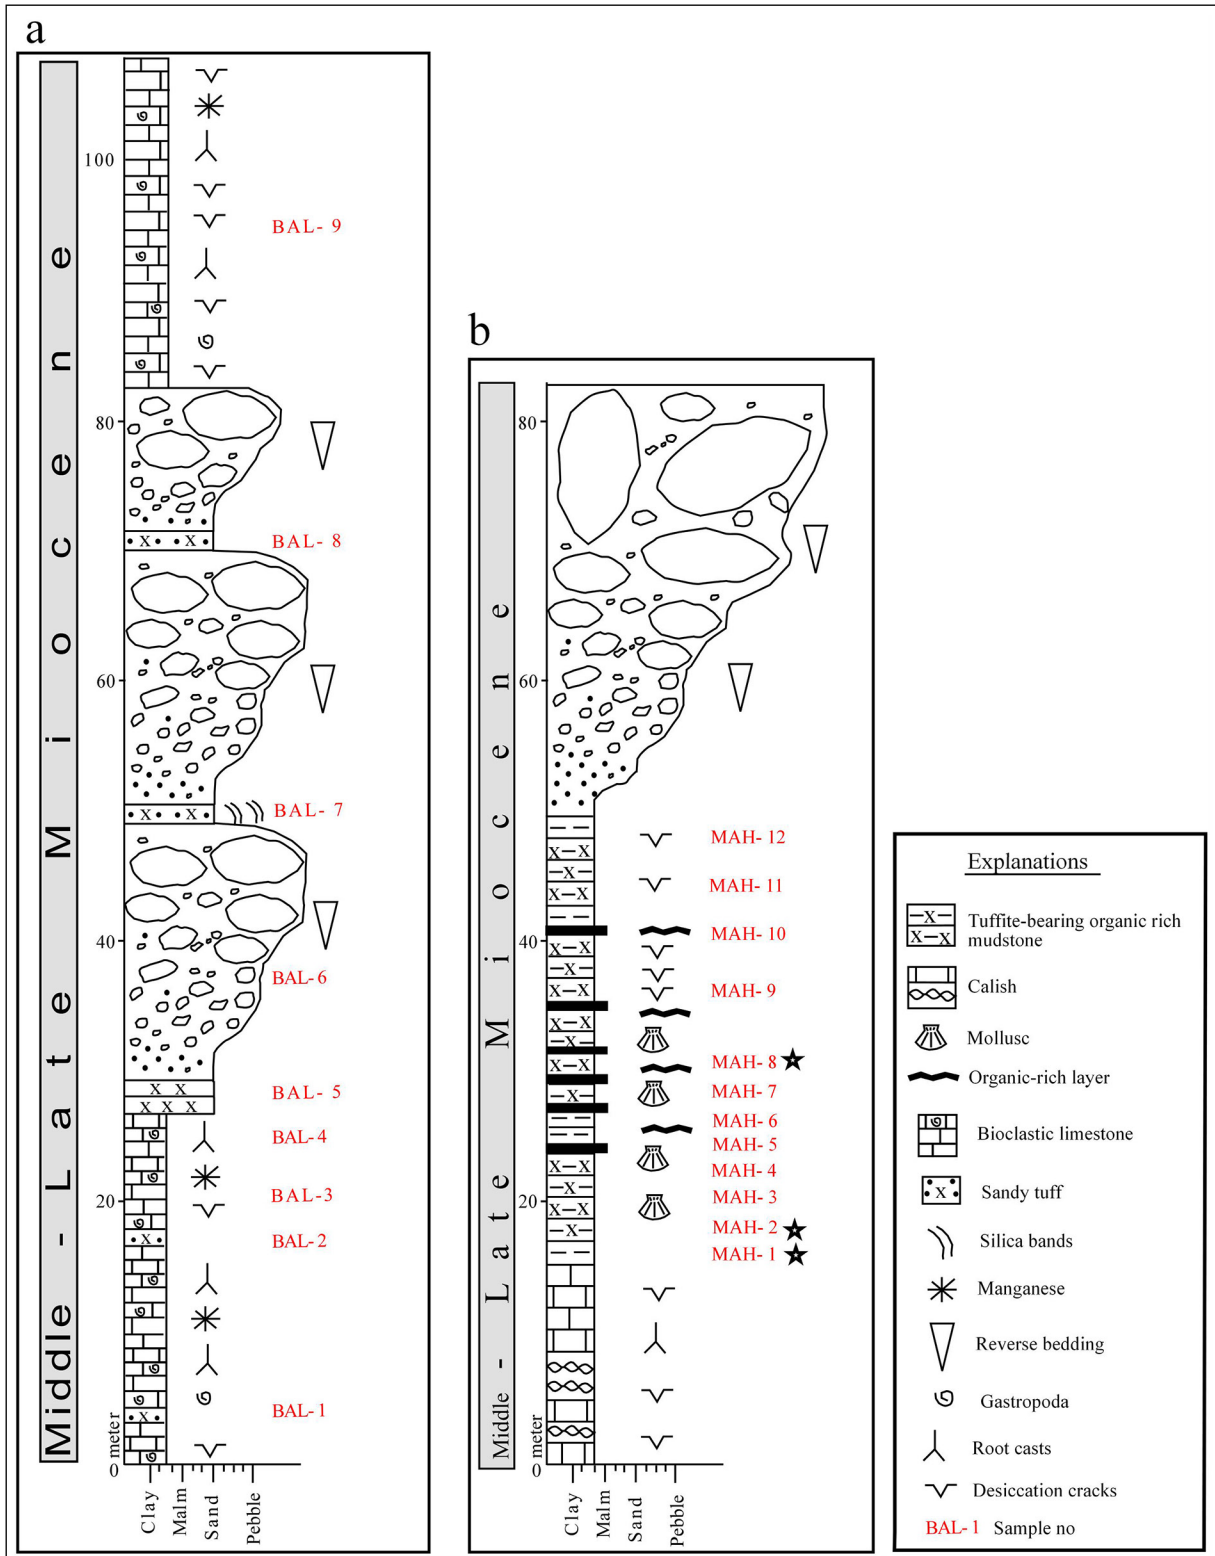 a
Middle - Late Miocene
100
80
60
40
20
0
meter
BAL- 9
BAL- 8
BAL- 7
BAL- 6
BAL- 5
BAL- 4
BAL- 3
BAL- 2
BAL- 1
Clay
Malm
Sand
Pebble
b
Middle - Late Miocene
80
60
40
20
0
meter
MAH- 12
MAH- 11
MAH- 10
MAH- 9
MAH- 8
MAH- 7
MAH- 6
MAH- 5
MAH- 4
MAH- 3
MAH- 2
MAH- 1
Clay
Malm
Sand
Pebble
Explanations
Tuffite-bearing organic rich
mudstone
Calish
Mollusc
Organic-rich layer
Bioclastic limestone
Sandy tuff
Silica bands
Manganese
Reverse bedding
Gastropoda
Root casts
Desiccation cracks
BAL- 1 Sample no